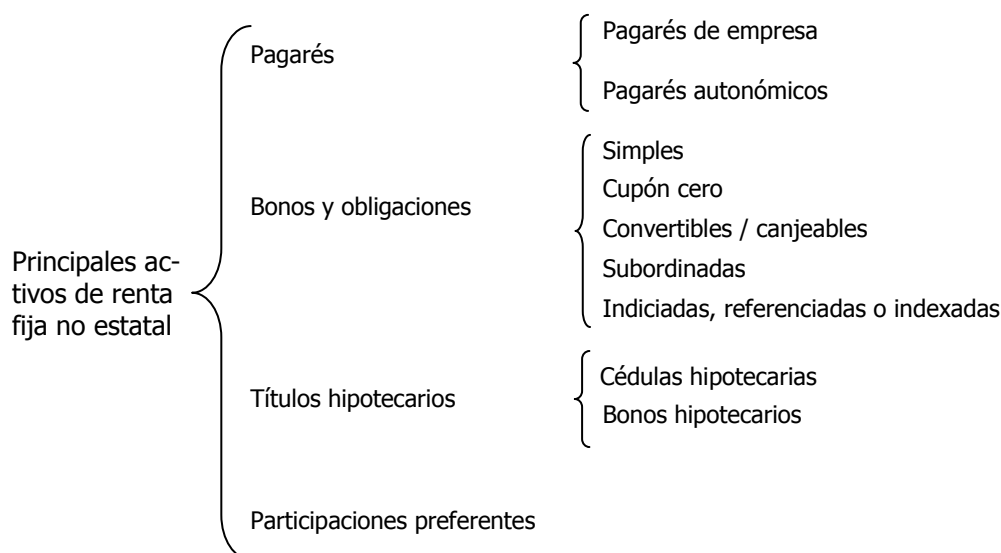 Principales ac-
tivos de renta
fija no estatal
Pagarés
Pagarés de empresa
Pagarés autonómicos
Bonos y obligaciones
Simples
Cupón cero
Convertibles / canjeables
Subordinadas
Indiciadas, referenciadas o indexadas
Títulos hipotecarios
Cédulas hipotecarias
Bonos hipotecarios
Participaciones preferentes